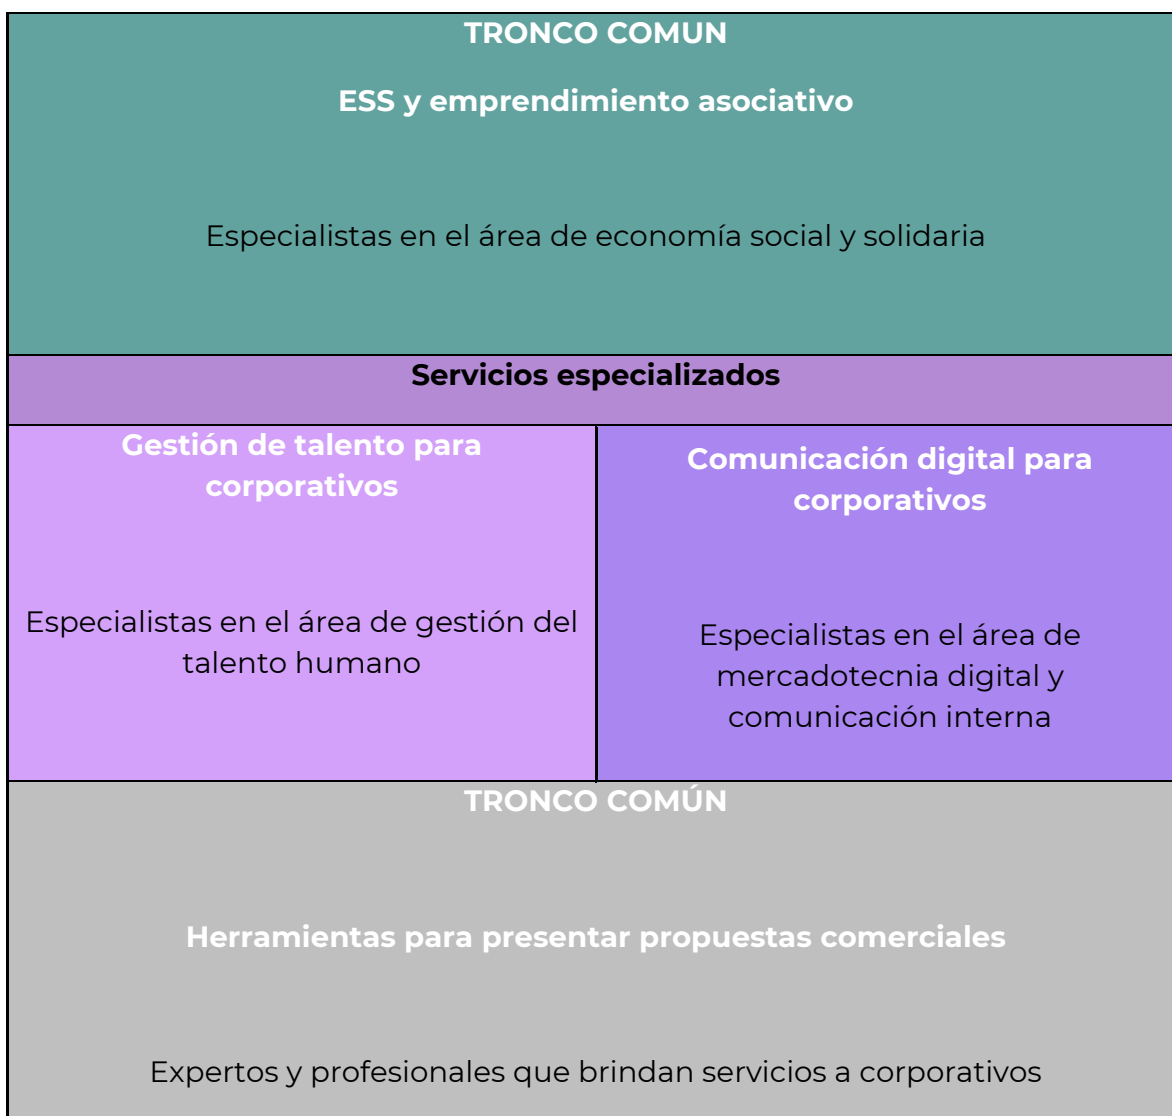 TRONCO COMUN
ESS y emprendimiento asociativo
Especialistas en el área de economía social y solidaria
Servicios especializados
Gestión de talento para
corporativos
Especialistas en el área de gestión del
talento humano
Comunicación digital para
corporativos
Especialistas en el área de
mercadotecnia digital y
comunicación interna
TRONCO COMÚN
Herramientas para presentar propuestas comerciales
Expertos y profesionales que brindan servicios a corporativos